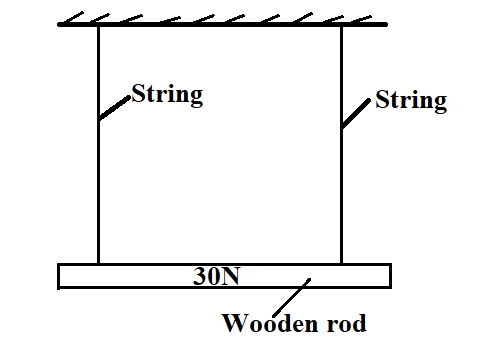 String
String
30N
Wooden rod